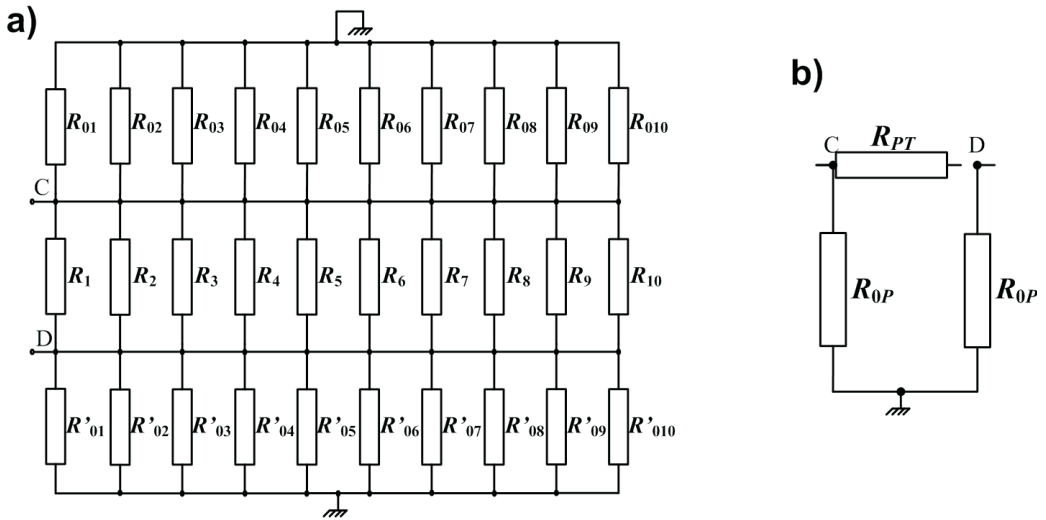 a)
R01 R02 R03 R04 R05 R06 R07 R08 R09 R010
C
R1 R2 R3 R4 R5 R6 R7 R8 R9 R10
D
R'01 R'02 R'03 R'04 R'05 R'06 R'07 R'08 R'09 R'010
b)
C RPT D
R0P R0P